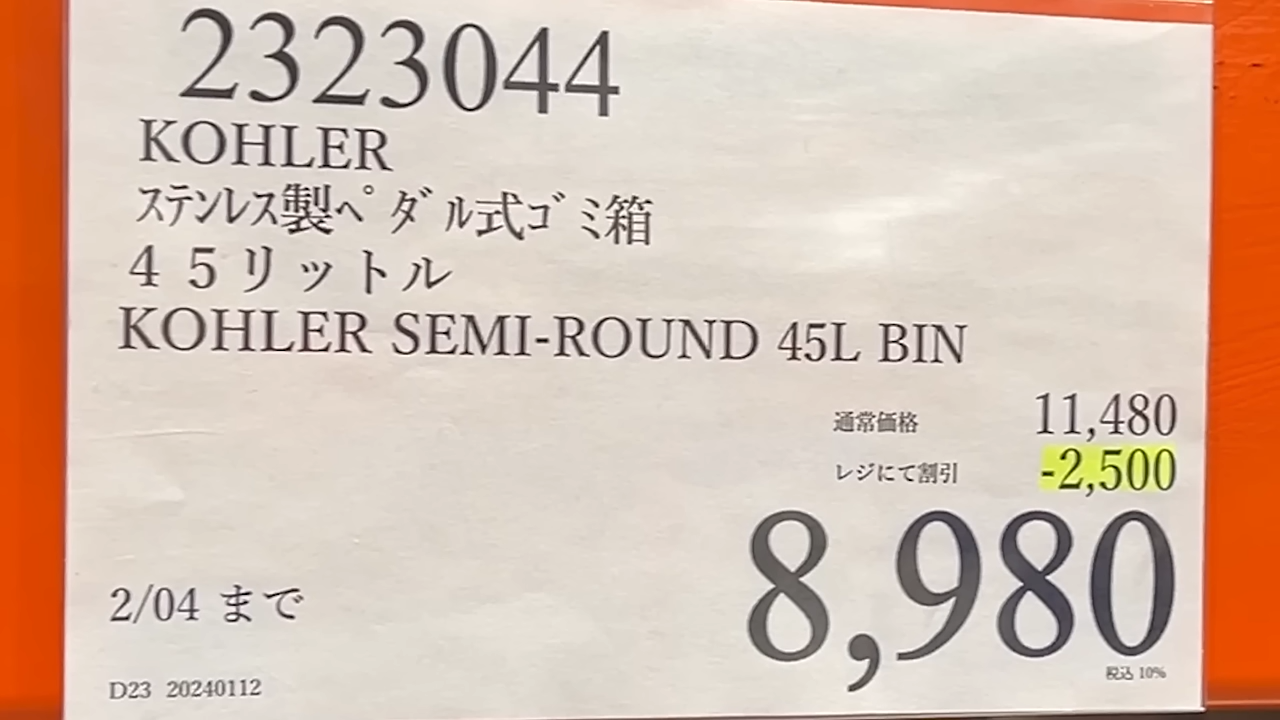 2323044
KOHLER
ｽﾃﾝﾚｽ製ﾍﾟﾀﾞﾙ式ｺﾞﾐ箱
４５リットル
KOHLER SEMI-ROUND 45L BIN
通常価格 11,480
レジにて割引 -2,500
8,980
2/04 まで
税込 10%
D23 20240112